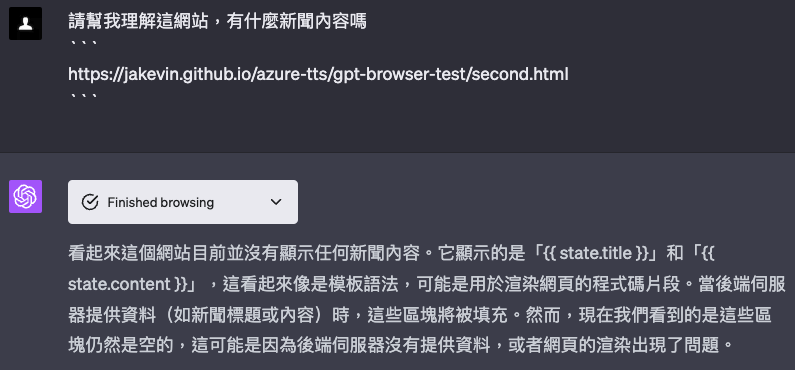 請幫我理解這網站，有什麼新聞內容嗎
```
https://jakevin.github.io/azure-tts/gpt-browser-test/second.html
```
Finished browsing
看起來這個網站目前並沒有顯示任何新聞內容。它顯示的是「{{ state.title }}」和「{{
state.content }}」，這看起來像是模板語法，可能是用於渲染網頁的程式碼片段。當後端伺服
器提供資料（如新聞標題或內容）時，這些區塊將被填充。然而，現在我們看到的是這些區
塊仍然是空的，這可能是因為後端伺服器沒有提供資料，或者網頁的渲染出現了問題。